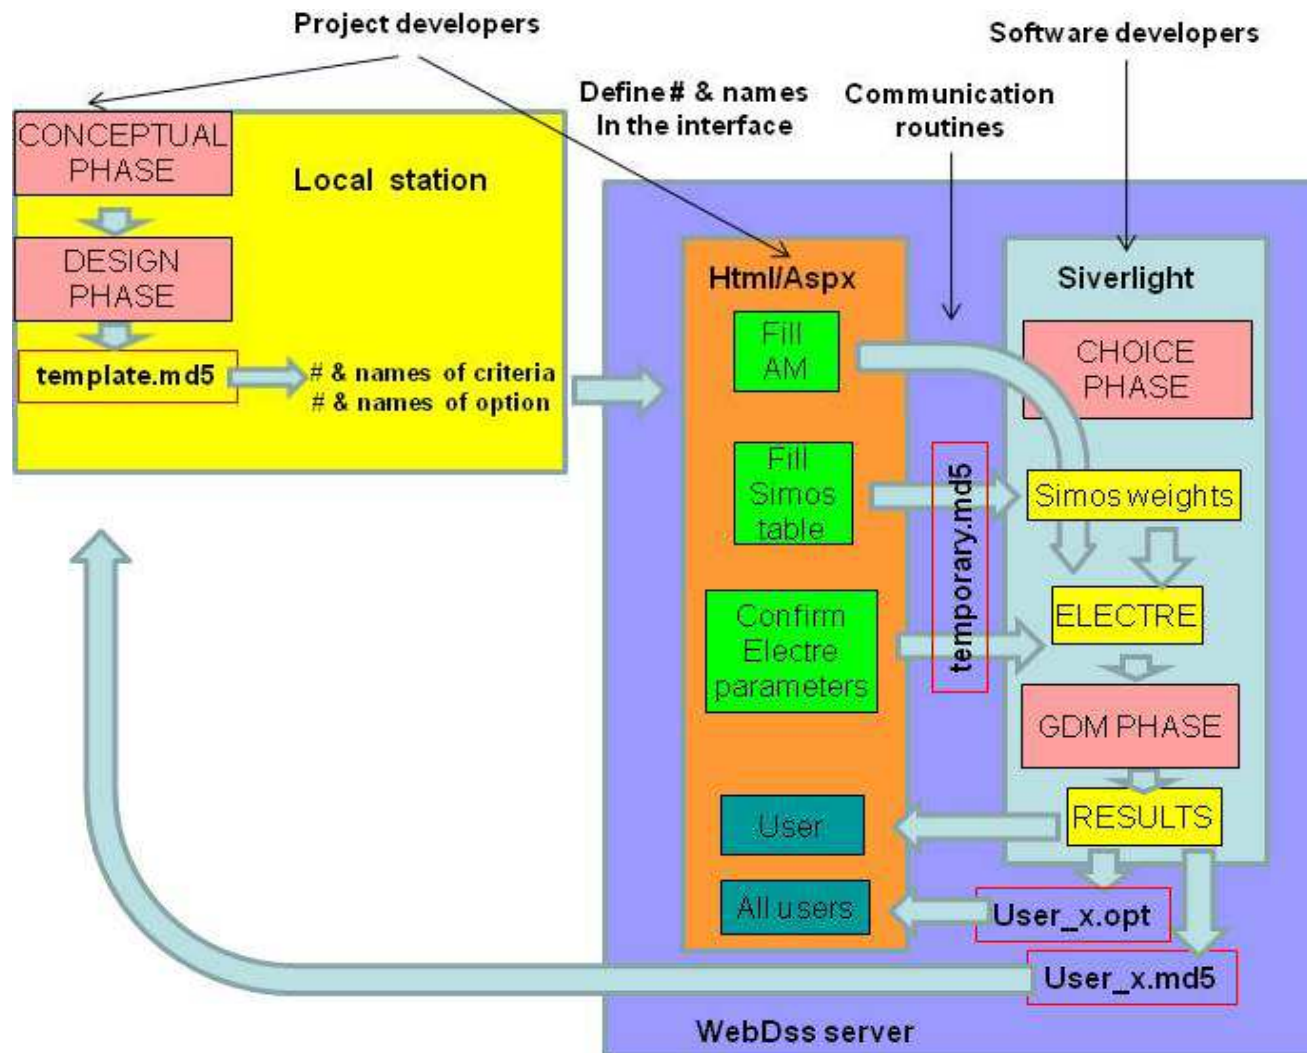 Project developers
Software developers
Define # & names
In the interface
Communication
routines
CONCEPTUAL
PHASE
Local station
DESIGN
PHASE
template.md5
# & names of criteria
# & names of option
Html/Aspx
Fill
AM
Fill
Simos
table
Confirm
Electre
parameters
User
All users
temporary.md5
Siverlight
CHOICE
PHASE
Simos weights
ELECTRE
GDM PHASE
RESULTS
User_x.opt
User_x.md5
WebDss server